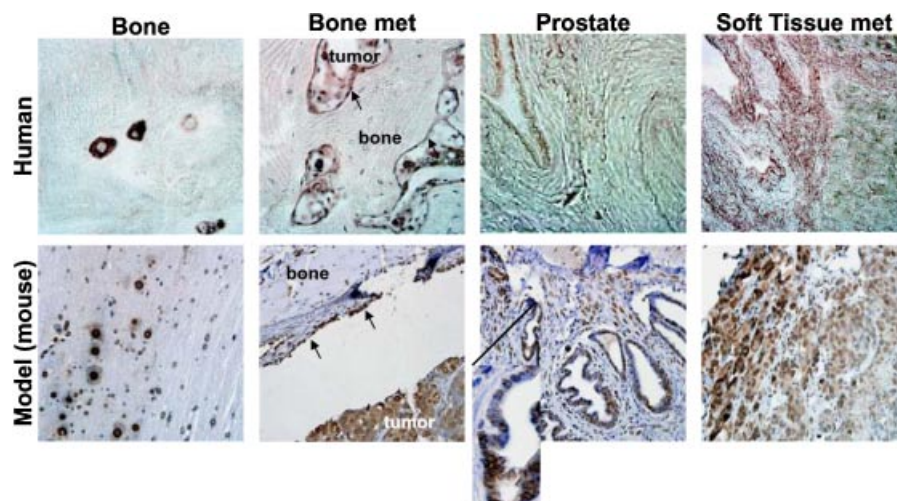 Bone
Bone met
Prostate
Soft Tissue met
Human
tumor
bone
Model (mouse)
bone
tumor